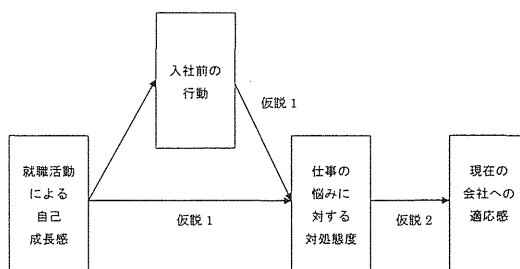 入社前の
行動
仮説 1
就職活動
による
自己
成長感
仮説 1
仕事の
悩みに
対する
対処態度
仮説 2
現在の
会社への
適応感